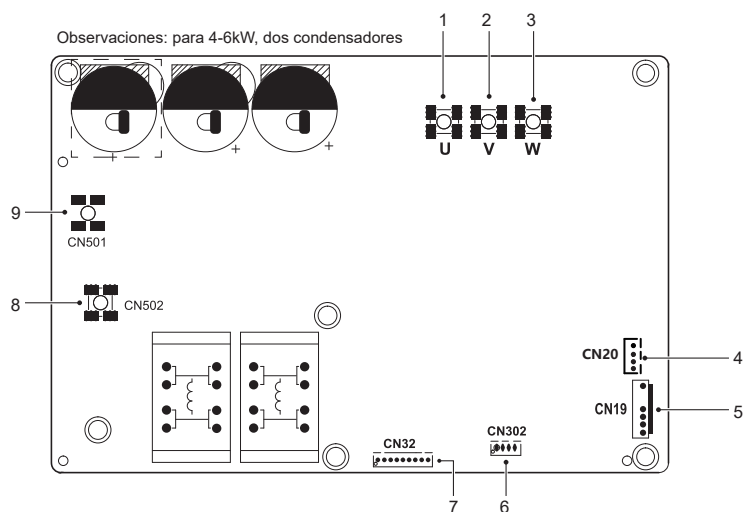 1 2 3
Observaciones: para 4-6kW, dos condensadores
+ + +
U V W
9
CN501
8 CN502
CN20 4
CN19 5
CN32 CN302
7 6